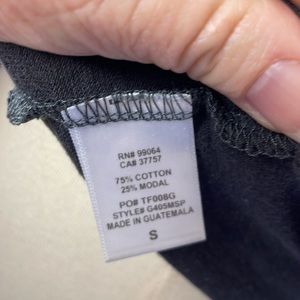 RN# 99064
CA# 37757
75% COTTON
25% MODAL
PO# TF008G
STYLE# G405MSP
MADE IN GUATEMALA
S